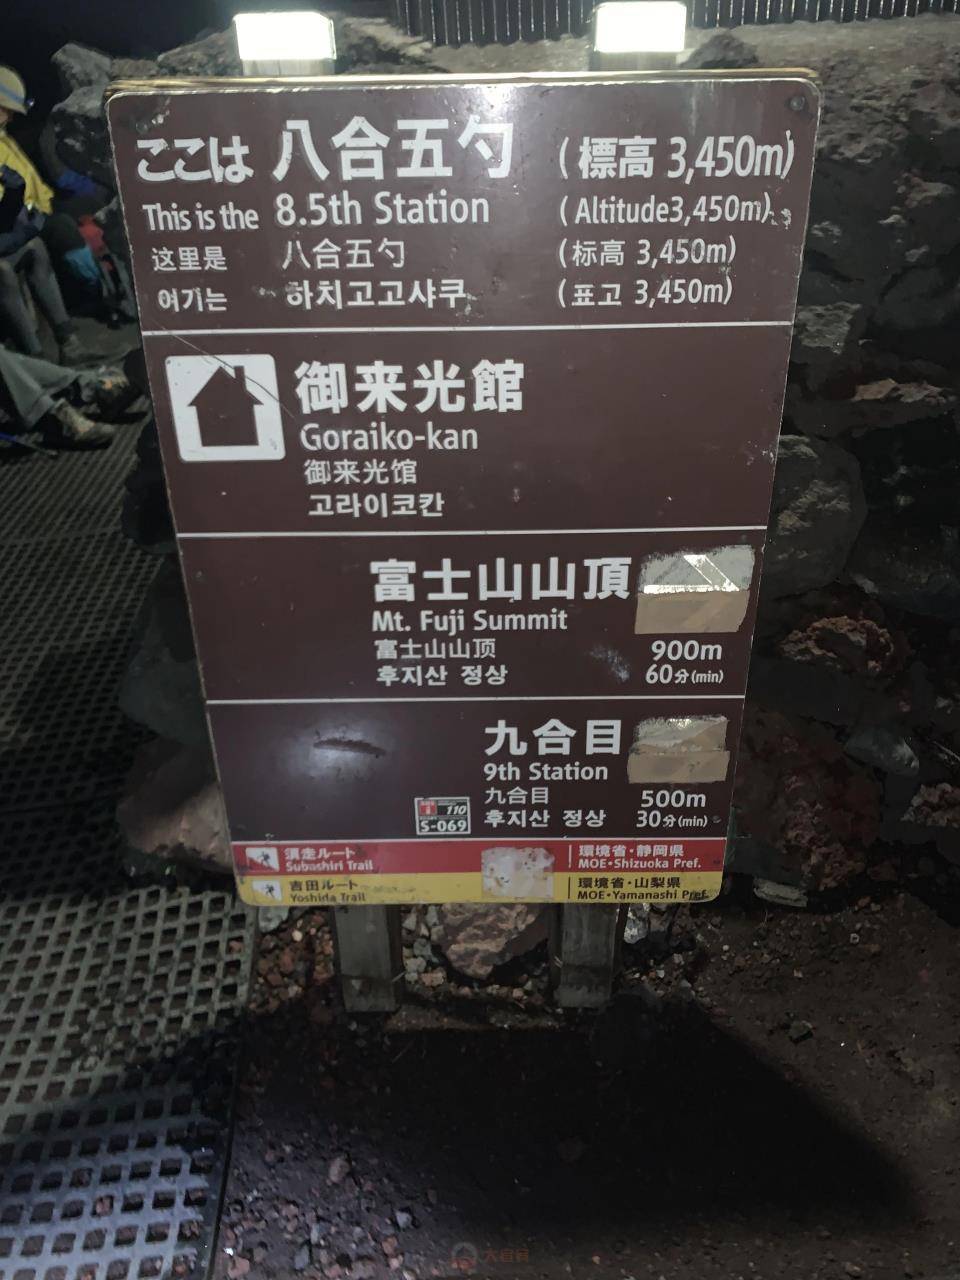 ここは 八合五勺 (標高 3,450m)
This is the 8.5th Station (Altitude3,450m)
这里是 八合五勺 (标高 3,450m)
여기는 하치고고샤쿠 (표고 3,450m)
御来光館
Goraiko-kan
御来光馆
고라이코칸
富士山山頂
Mt. Fuji Summit
富士山山顶 900m
후지산 정상 60分(min)
九合目
9th Station
九合目 500m
후지산 정상 30分(min)
110
S-069
須走ルート 環境省・静岡県
Subashiri Trail MOE・Shizuoka Pref.
吉田ルート 環境省・山梨県
Yoshida Trail MOE・Yamanashi Pref.